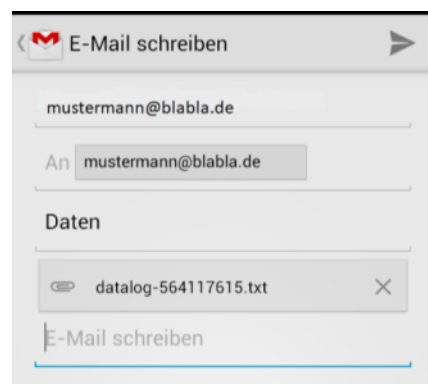 E-Mail schreiben
mustermann@blabla.de
An mustermann@blabla.de
Daten
datalog-564117615.txt
E-Mail schreiben